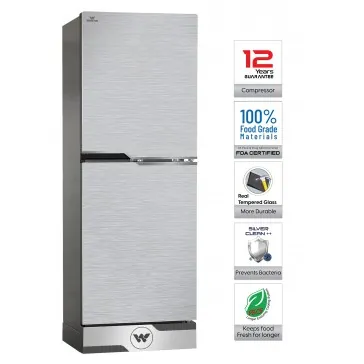 WALTON
12
Years
GUARANTEE
Compressor
100%
Food Grade
Materials
FDA CERTIFIED
Real
Tempered Glass
More Durable
SILVER
CLEAN ++
Prevents Bacteria
Keeps food
Fresh for longer